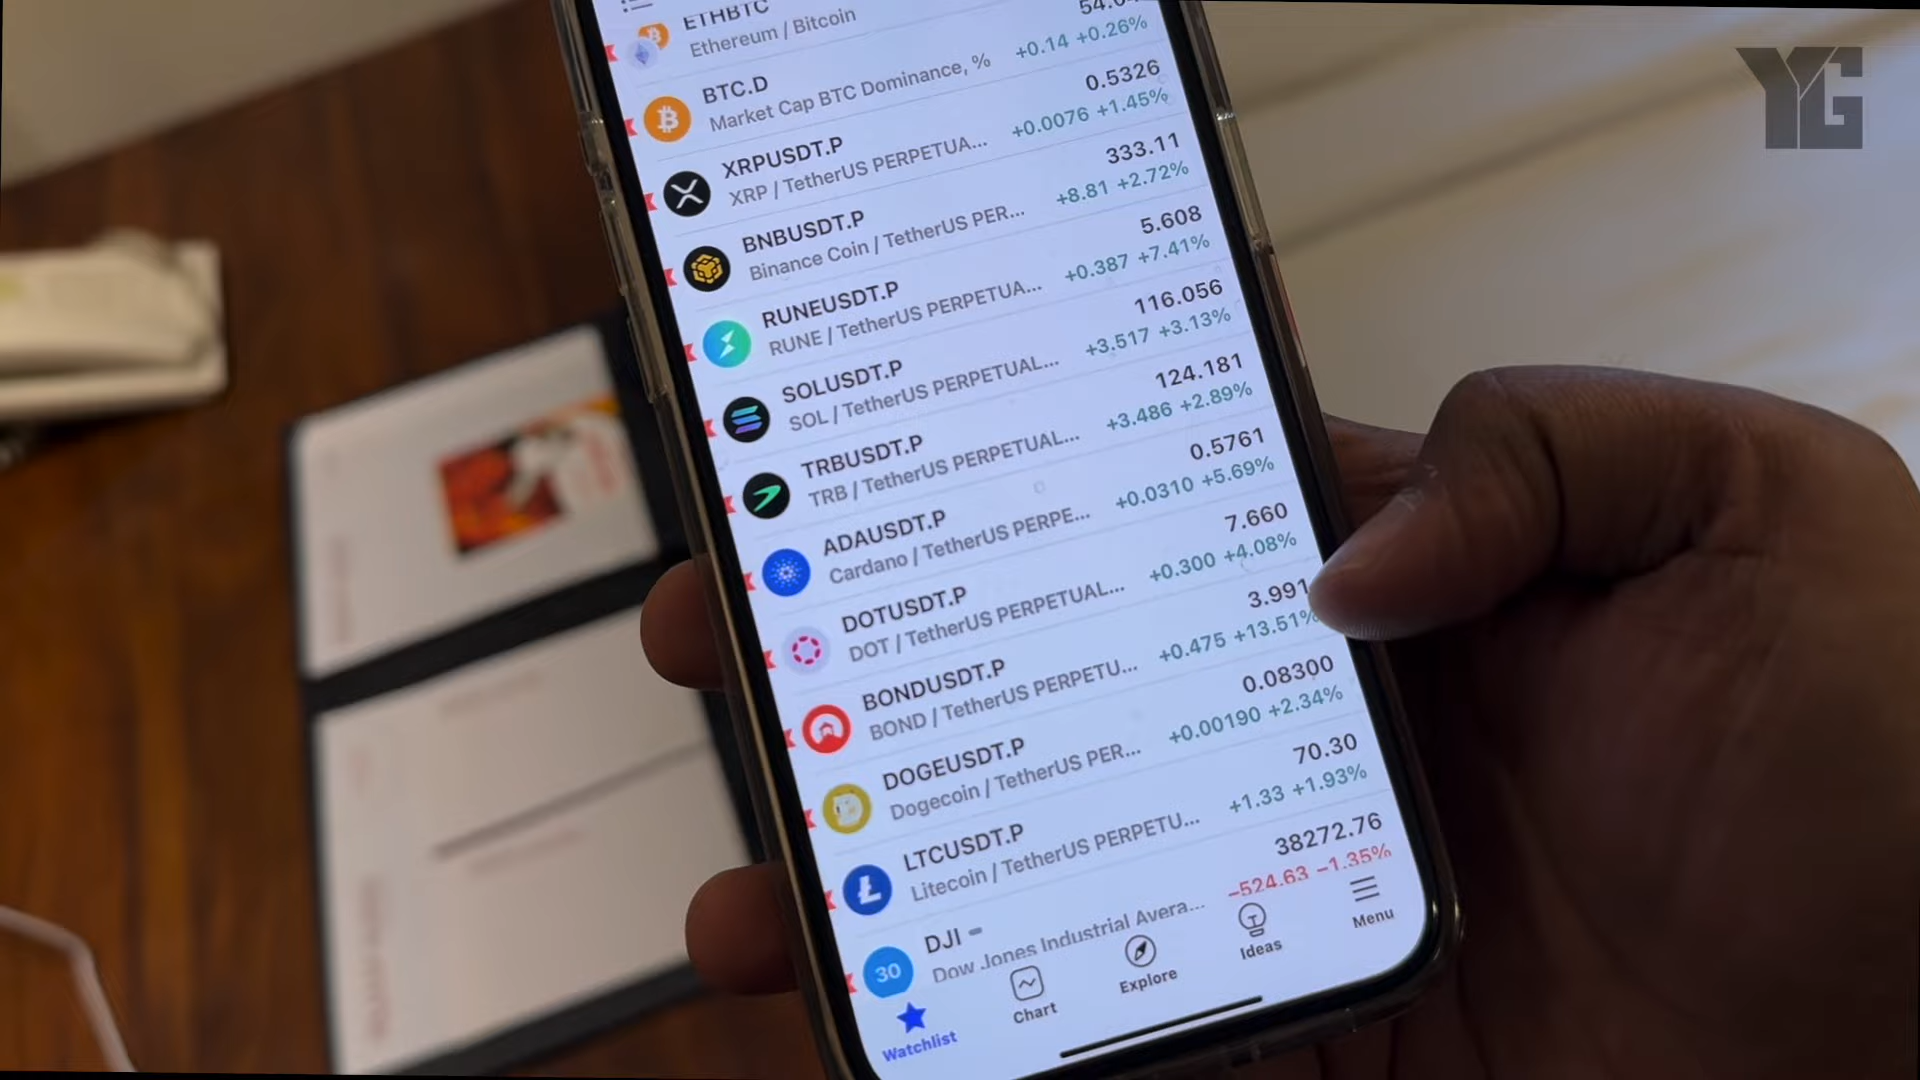 ETHBTC
Ethereum / Bitcoin
BTC.D
Market Cap BTC Dominance, %
+0.14 +0.26%
XRPUSDT.P
0.5326
XRP / TetherUS PERPETUA...
+0.0076 +1.45%
BNBUSDT.P
333.11
Binance Coin / TetherUS PER...
+8.81 +2.72%
RUNEUSDT.P
5.608
RUNE / TetherUS PERPETUA...
+0.387 +7.41%
SOLUSDT.P
116.056
SOL / TetherUS PERPETUAL...
+3.517 +3.13%
TRBUSDT.P
124.181
TRB / TetherUS PERPETUAL...
+3.486 +2.89%
ADAUSDT.P
0.5761
Cardano / TetherUS PERPE...
+0.0310 +5.69%
DOTUSDT.P
7.660
DOT / TetherUS PERPETUAL...
+0.300 +4.08%
BONDUSDT.P
3.991
BOND / TetherUS PERPETU...
+0.475 +13.51%
DOGEUSDT.P
0.08300
Dogecoin / TetherUS PER...
+0.00190 +2.34%
LTCUSDT.P
70.30
Litecoin / TetherUS PERPETU...
+1.33 +1.93%
30
DJI
38272.76
Dow Jones Industrial Avera...
−524.63 −1.35%
Watchlist
Chart
Explore
Ideas
Menu
YG